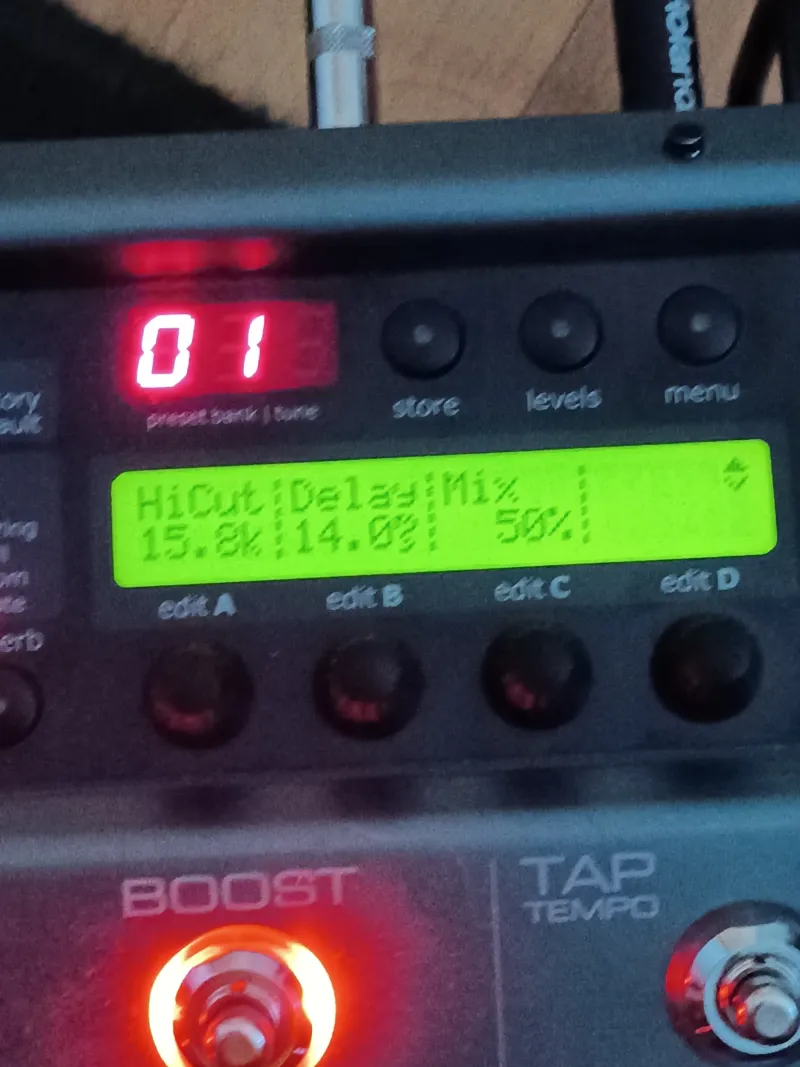 01
preset bank | tune
store
levels
menu
HiCut Delay Mix
15.8k 14.0 50%
edit A
edit B
edit C
edit D
BOOST
TAP
TEMPO